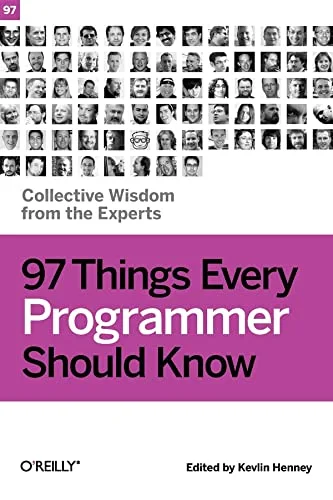 97
Collective Wisdom
from the Experts
97 Things Every
Programmer
Should Know
O'REILLY®
Edited by Kevlin Henney